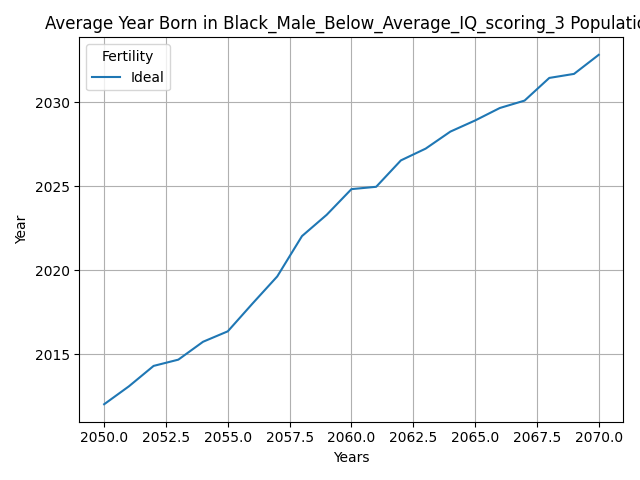 Average Year Born in Black_Male_Below_Average_IQ_scoring_3 Populatio
Fertility
Ideal
2030
2025
2020
2015
Year
2050.0 2052.5 2055.0 2057.5 2060.0 2062.5 2065.0 2067.5 2070.0
Years